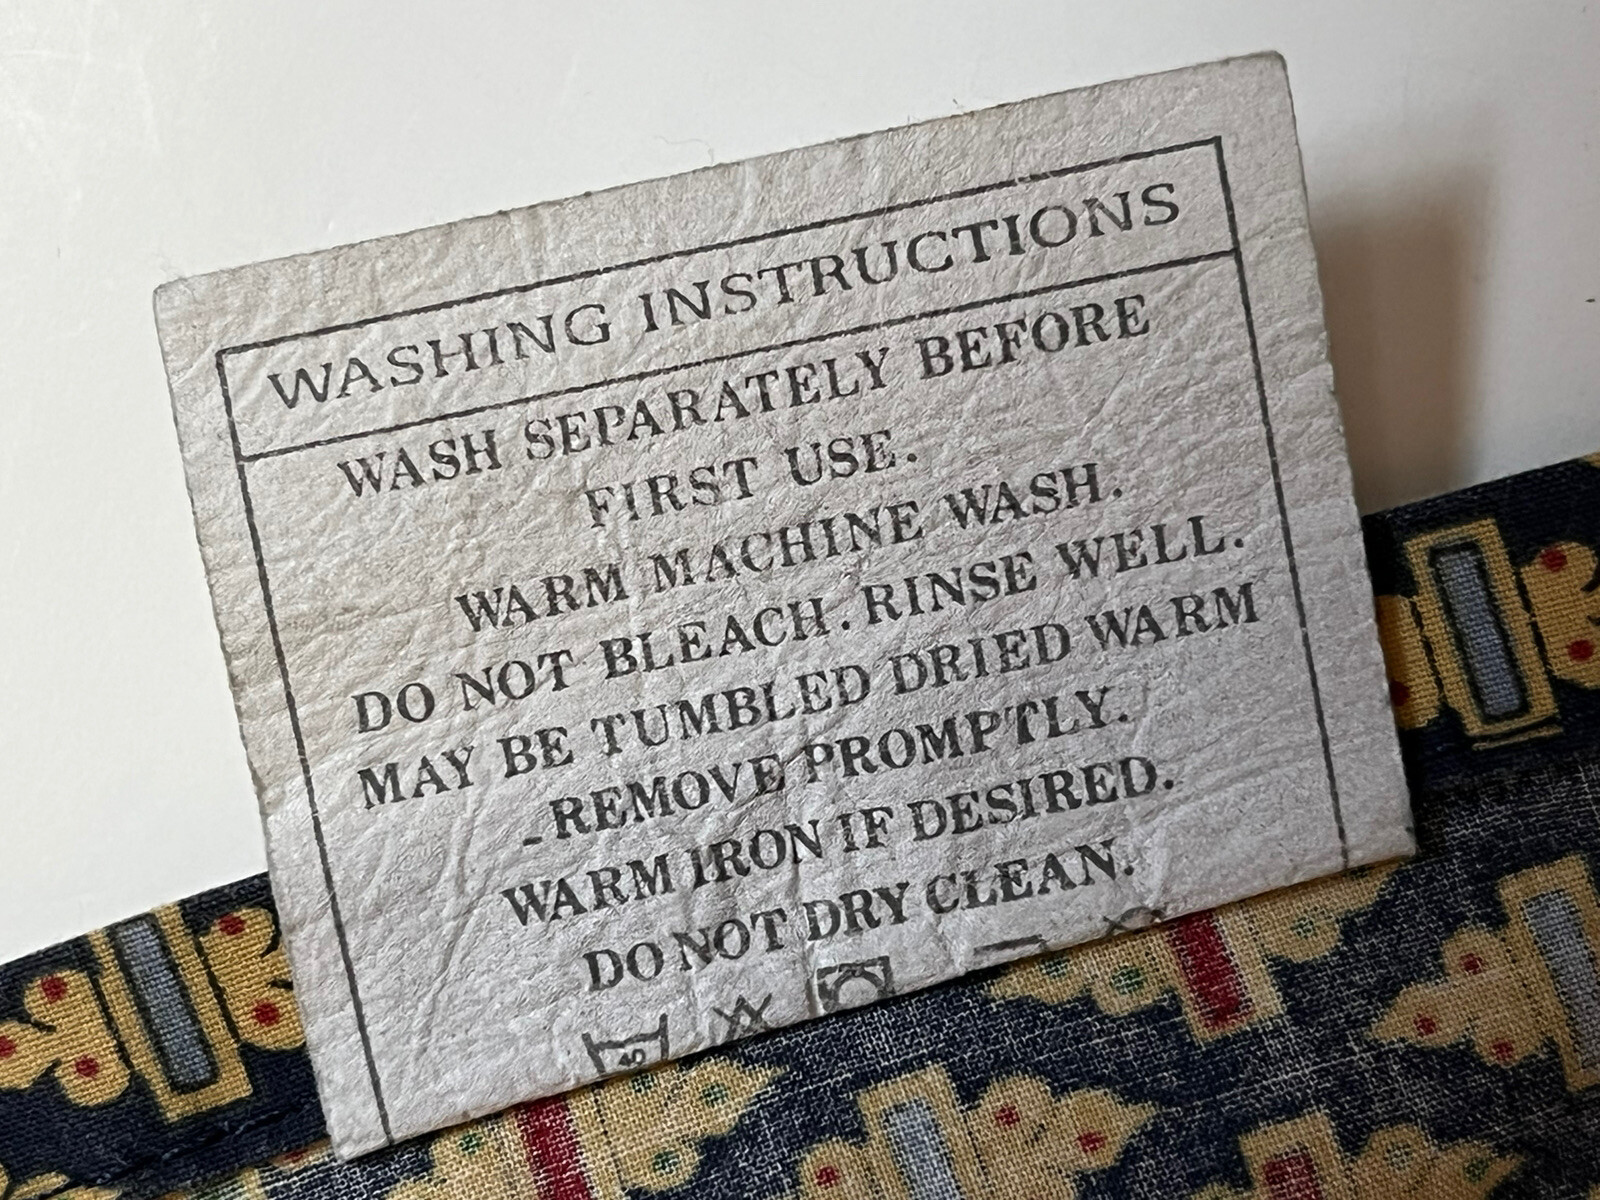 WASHING INSTRUCTIONS
WASH SEPARATELY BEFORE
FIRST USE.
WARM MACHINE WASH.
DO NOT BLEACH. RINSE WELL.
MAY BE TUMBLED DRIED WARM
-REMOVE PROMPTLY.
WARM IRON IF DESIRED.
DO NOT DRY CLEAN.
40